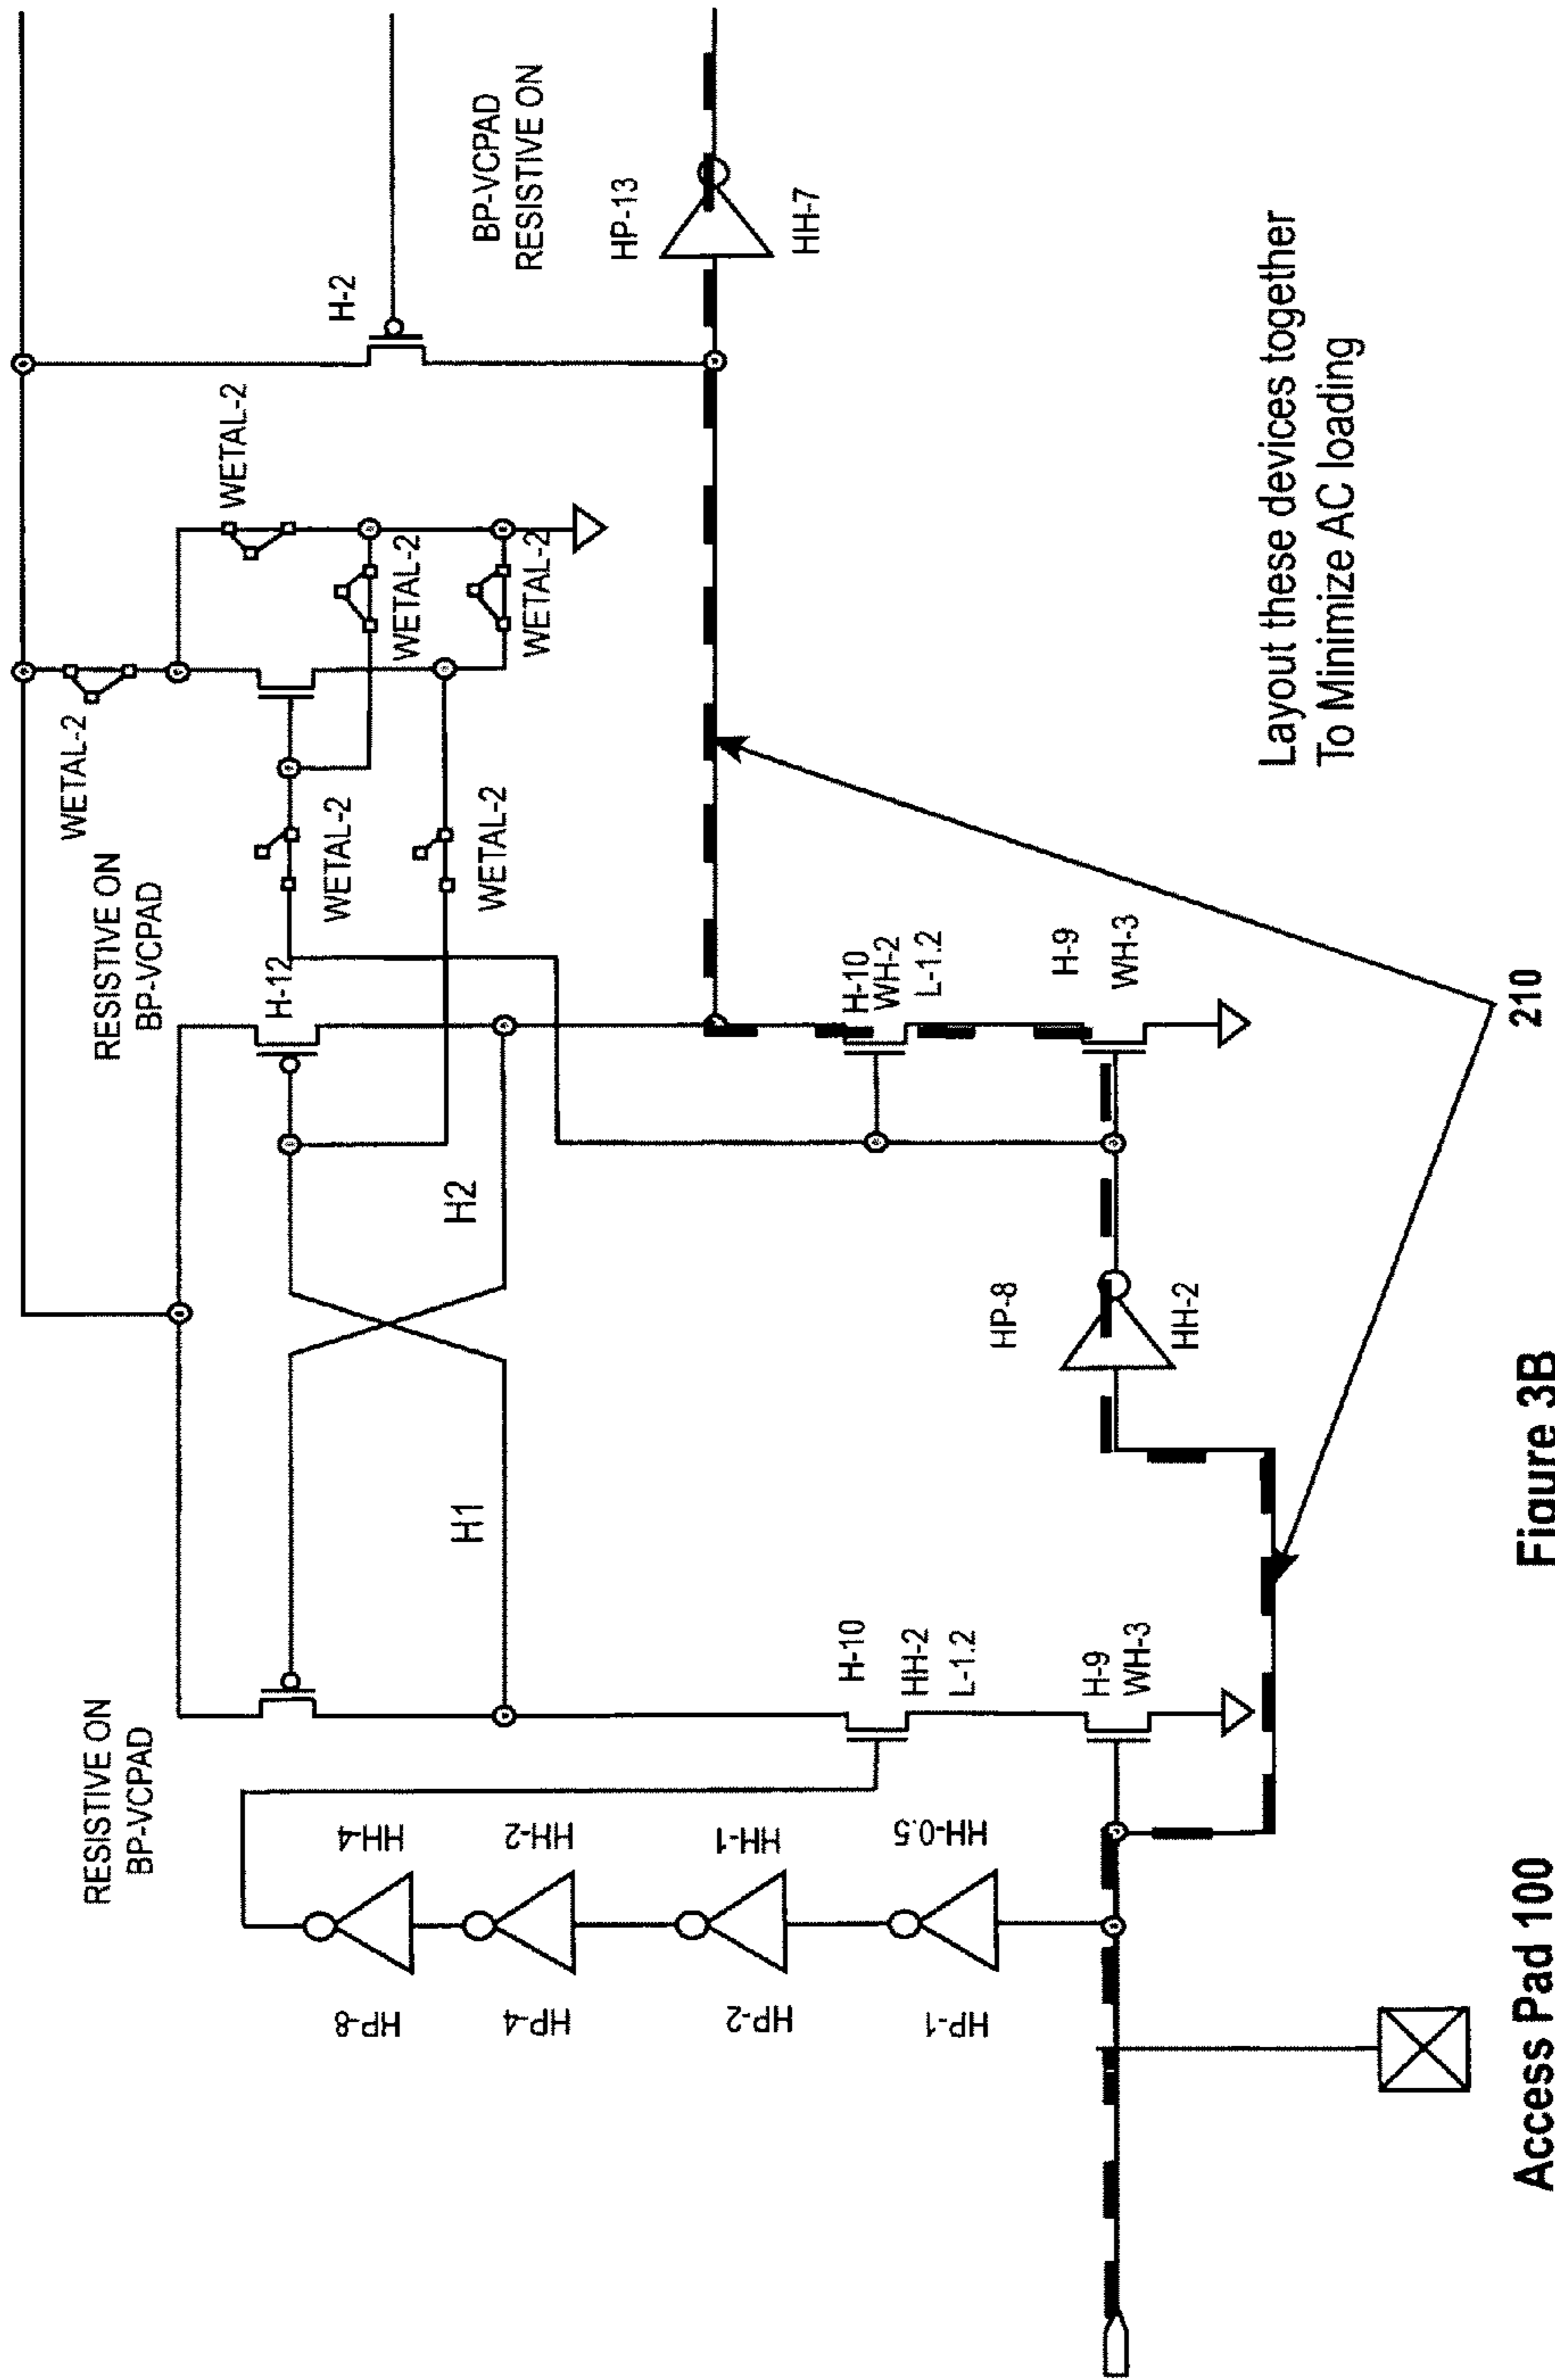 RESISTIVE ON
BP-VCPAD
HP-8
HH-4
HP-4
HH-2
HP-2
HH-1
HP-1
HH-0.5
H1
H2
H-10
HH-2
L-1.2
H-9
WH-3
RESISTIVE ON
BP-VCPAD
H-12
WETAL-2
WETAL-2
WETAL-2
WETAL-2
WETAL-2
WETAL-2
H-2
BP-VCPAD
RESISTIVE ON
HP-13
HH-7
H-10
WH-2
L-1.2
H-9
WH-3
HP-8
HH-2
Layout these devices together
To Minimize AC loading
210
Access Pad 100
Figure 3B